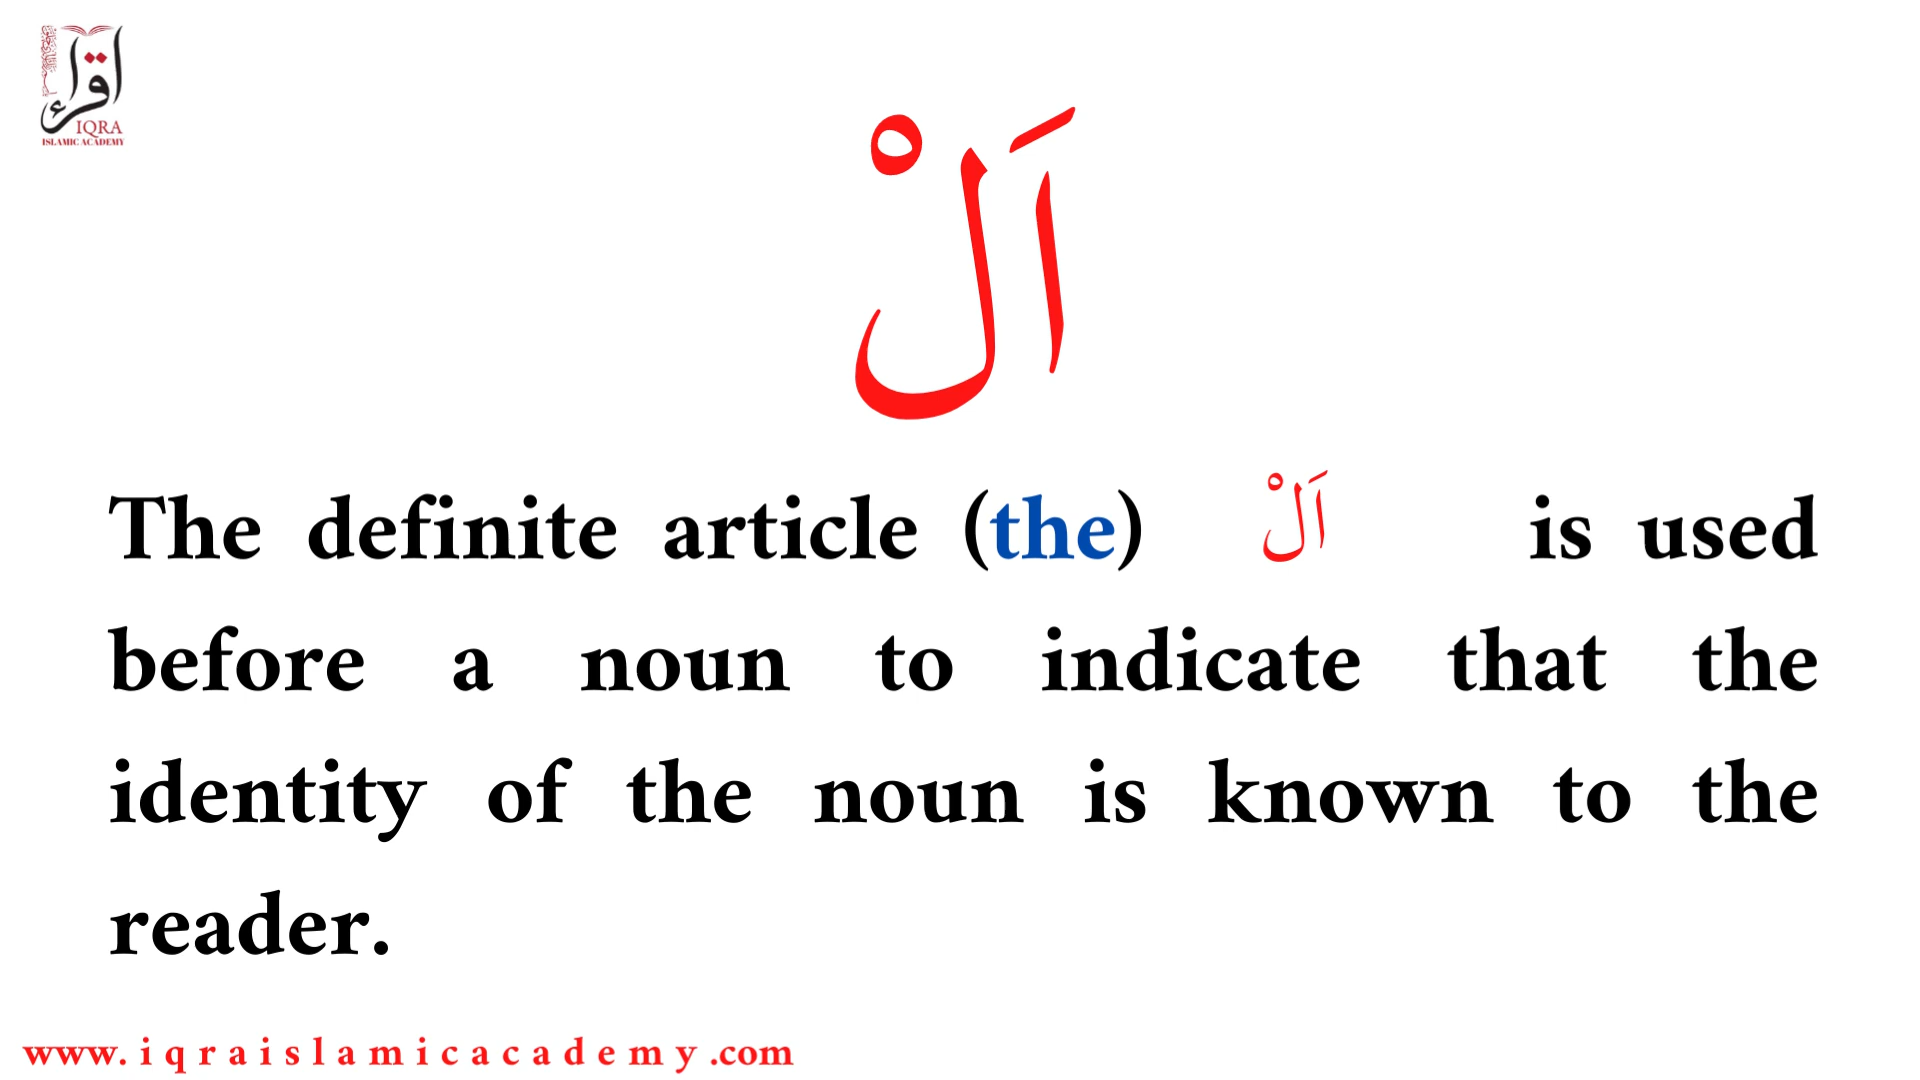 اقرأ
IQRA
ISLAMIC ACADEMY
اَلْ
The definite article (the) اَلْ is used
before a noun to indicate that the
identity of the noun is known to the
reader.
www. i q r a i s l a m i c a c a d e m y .com